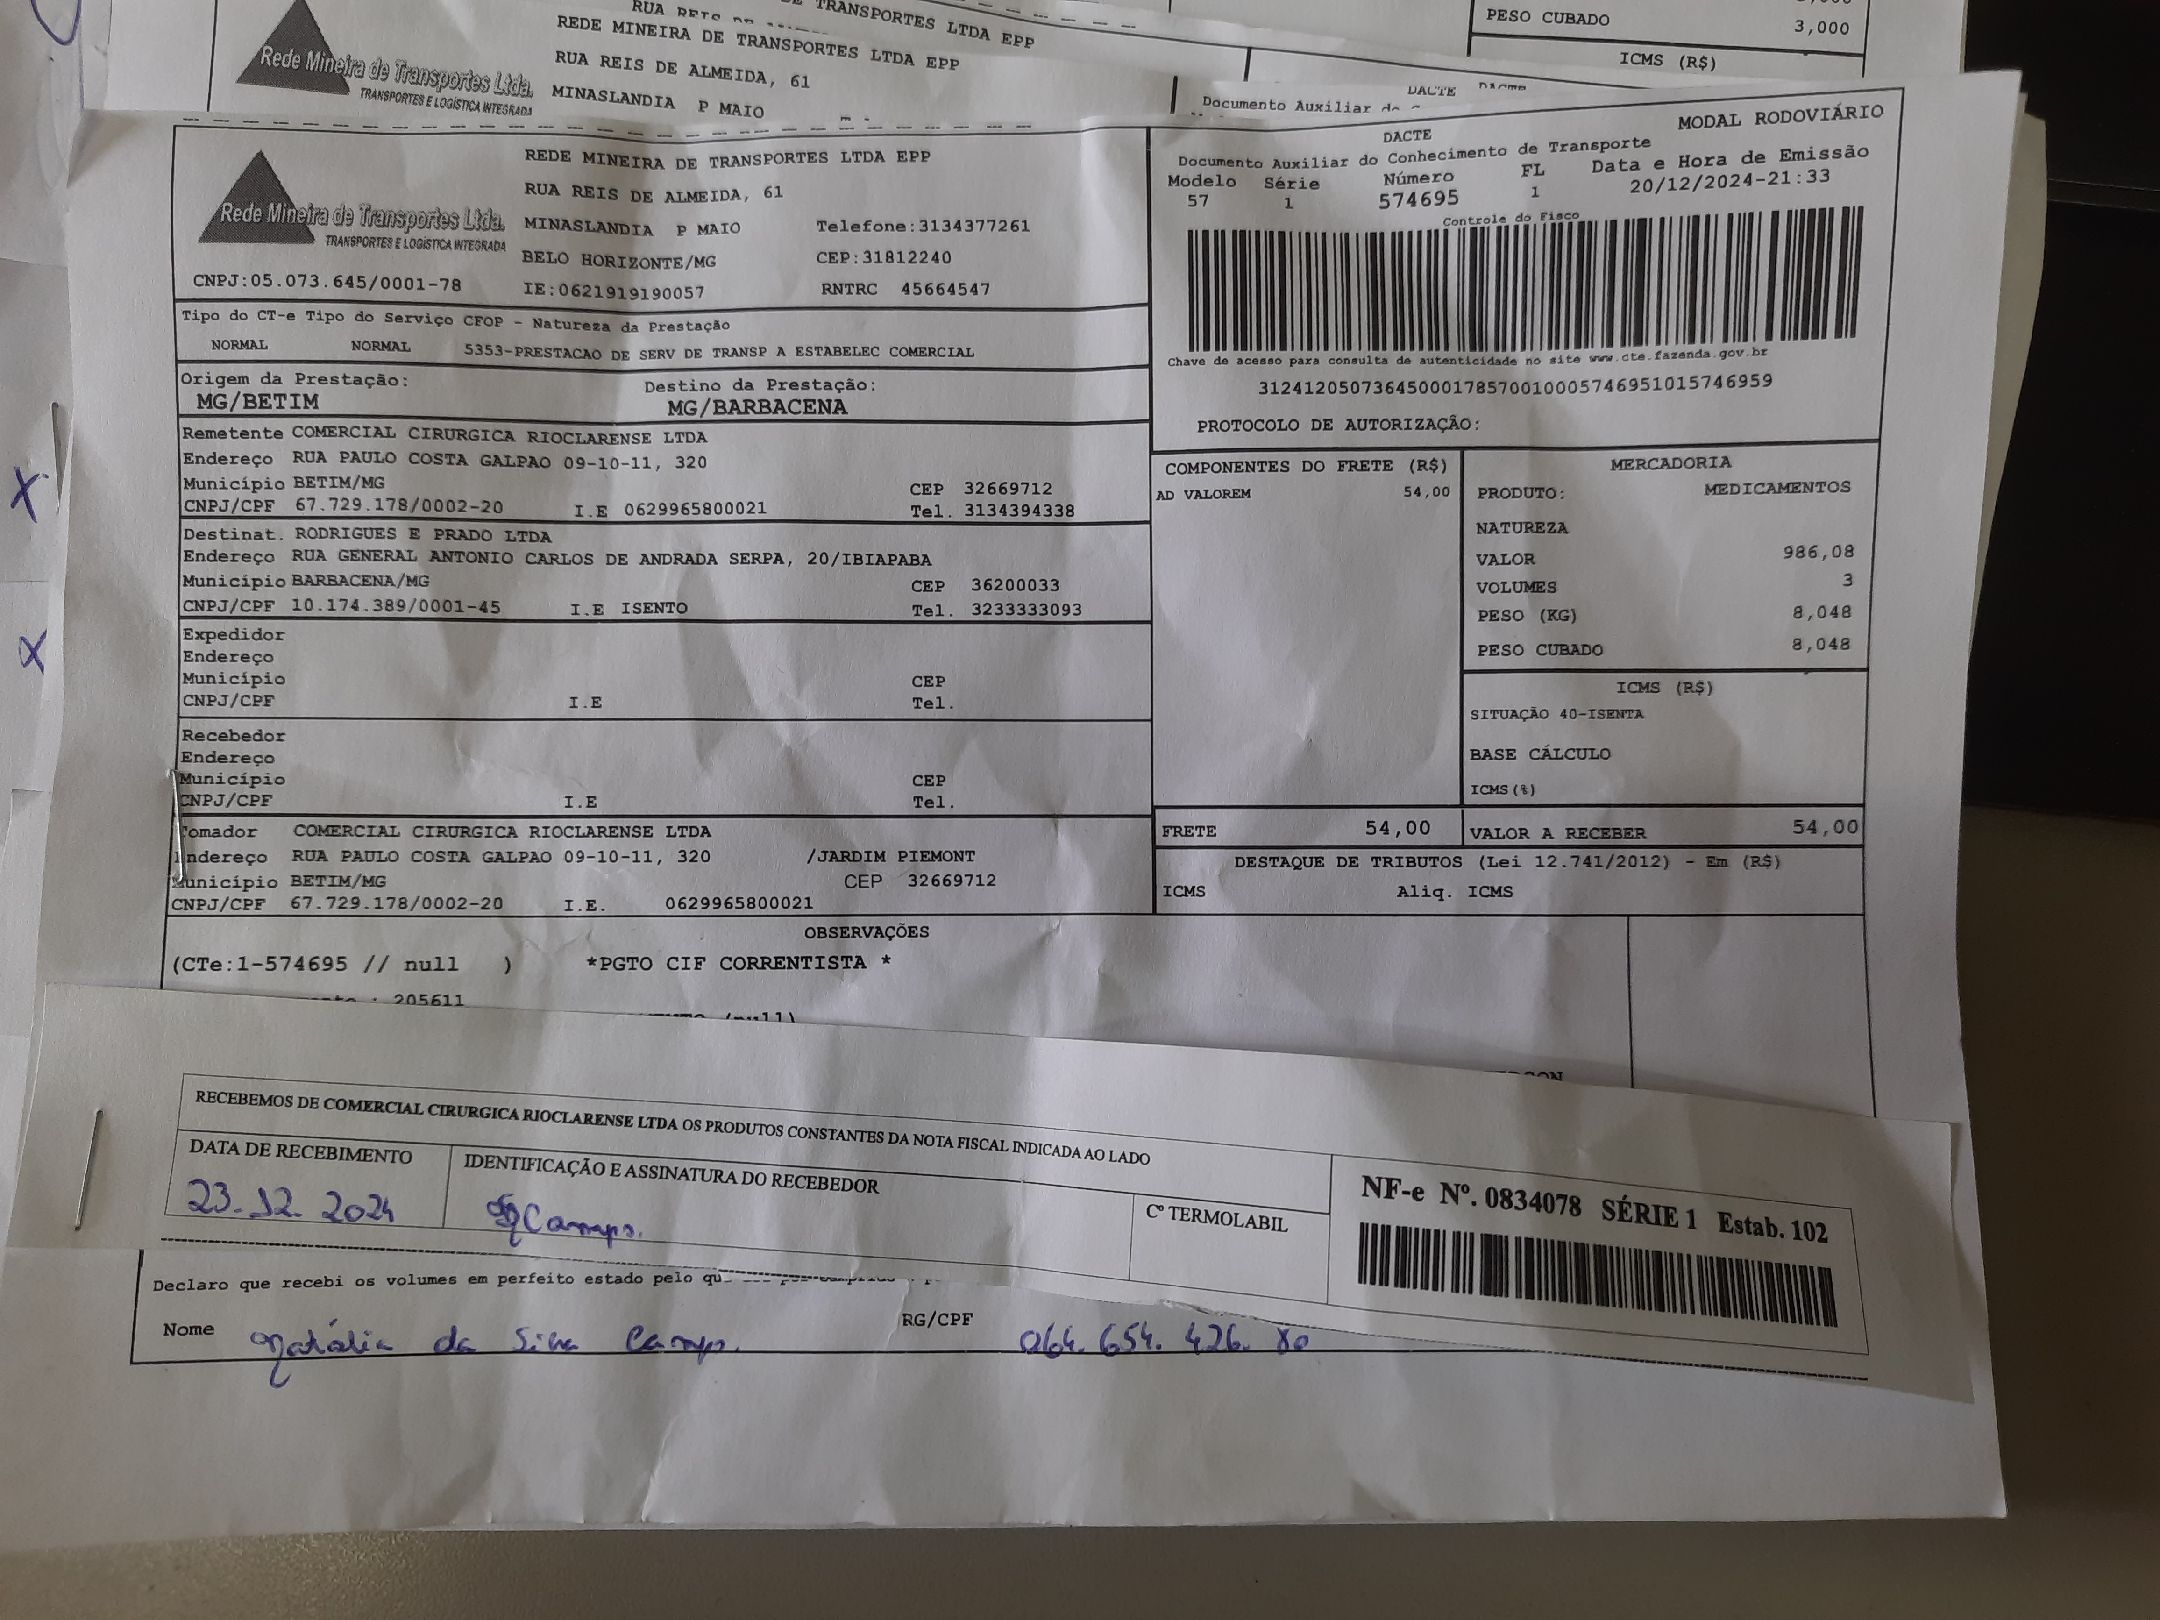 PESO CUBADO 3,000
ICMS (R$)
TRANSPORTES LTDA EPP
REDE MINEIRA DE TRANSPORTES LTDA EPP
RUA REIS DE ALMEIDA, 61
MINASLANDIA P MAIO
Rede Mineira de Transportes Ltda.
TRANSPORTES E LOGÍSTICA INTEGRADA
DACTE
Documento Auxiliar
Rede Mineira de Transportes Ltda.
TRANSPORTES E LOGÍSTICA INTEGRADA
CNPJ:05.073.645/0001-78
REDE MINEIRA DE TRANSPORTES LTDA EPP
RUA REIS DE ALMEIDA, 61
MINASLANDIA P MAIO Telefone:3134377261
BELO HORIZONTE/MG CEP:31812240
IE:0621919190057 RNTRC 45664547
MODAL RODOVIÁRIO
DACTE
Documento Auxiliar do Conhecimento de Transporte
Modelo Série Número FL Data e Hora de Emissão
57 1 574695 1 20/12/2024-21:33
Controle do Fisco
Chave de acesso para consulta de autenticidade no site www.cte.fazenda.gov.br
31241205073645000178570010005746951015746959
PROTOCOLO DE AUTORIZAÇÃO:
Tipo do CT-e Tipo do Serviço CFOP - Natureza da Prestação
NORMAL NORMAL 5353-PRESTACAO DE SERV DE TRANSP A ESTABELEC COMERCIAL
Origem da Prestação: Destino da Prestação:
MG/BETIM MG/BARBACENA
Remetente COMERCIAL CIRURGICA RIOCLARENSE LTDA
Endereço RUA PAULO COSTA GALPAO 09-10-11, 320
Município BETIM/MG CEP 32669712
CNPJ/CPF 67.729.178/0002-20 I.E 0629965800021 Tel. 3134394338
Destinat. RODRIGUES E PRADO LTDA
Endereço RUA GENERAL ANTONIO CARLOS DE ANDRADA SERPA, 20/IBIAPABA
Município BARBACENA/MG CEP 36200033
CNPJ/CPF 10.174.389/0001-45 I.E ISENTO Tel. 3233333093
Expedidor
Endereço
Município CEP
CNPJ/CPF I.E Tel.
Recebedor
Endereço
Município CEP
CNPJ/CPF I.E Tel.
Tomador COMERCIAL CIRURGICA RIOCLARENSE LTDA
Endereço RUA PAULO COSTA GALPAO 09-10-11, 320 /JARDIM PIEMONT
Município BETIM/MG CEP 32669712
CNPJ/CPF 67.729.178/0002-20 I.E. 0629965800021
COMPONENTES DO FRETE (R$)
AD VALOREM 54,00
MERCADORIA
PRODUTO: MEDICAMENTOS
NATUREZA
VALOR 986,08
VOLUMES 3
PESO (KG) 8,048
PESO CUBADO 8,048
ICMS (R$)
SITUAÇÃO 40-ISENTA
BASE CÁLCULO
ICMS(%)
FRETE 54,00 VALOR A RECEBER 54,00
DESTAQUE DE TRIBUTOS (Lei 12.741/2012) - Em (R$)
ICMS Aliq. ICMS
OBSERVAÇÕES
(CTe:1-574695 // null ) *PGTO CIF CORRENTISTA *
: 205611
(null)
RECEBEMOS DE COMERCIAL CIRURGICA RIOCLARENSE LTDA OS PRODUTOS CONSTANTES DA NOTA FISCAL INDICADA AO LADO
DATA DE RECEBIMENTO IDENTIFICAÇÃO E ASSINATURA DO RECEBEDOR
23.12.2024 Camps.
Cº TERMOLABIL
NF-e Nº. 0834078 SÉRIE 1 Estab. 102
Declaro que recebi os volumes em perfeito estado pelo
Nome Natália da Silva Camps. RG/CPF 064.654.426.80
X
X